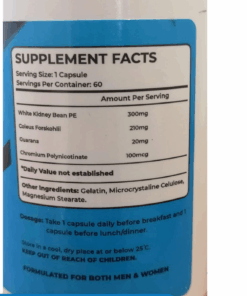 SUPPLEMENT FACTS
Serving Size: 1 Capsule
Servings Per Container: 60
Amount Per Serving
White Kidney Bean PE 300mg
Coleus Forskohlii 210mg
Guarana 20mg
Chromium Polynicotinate 100mcg
*Daily Value not established
Other Ingredients: Gelatin, Microcrystalline Cellulose,
Magnesium Stearate.
Dosage: Take 1 capsule daily before breakfast and 1
capsule before lunch/dinner.
Store in a cool, dry place at or below 25°C.
KEEP OUT OF REACH OF CHILDREN.
FORMULATED FOR BOTH MEN & WOMEN